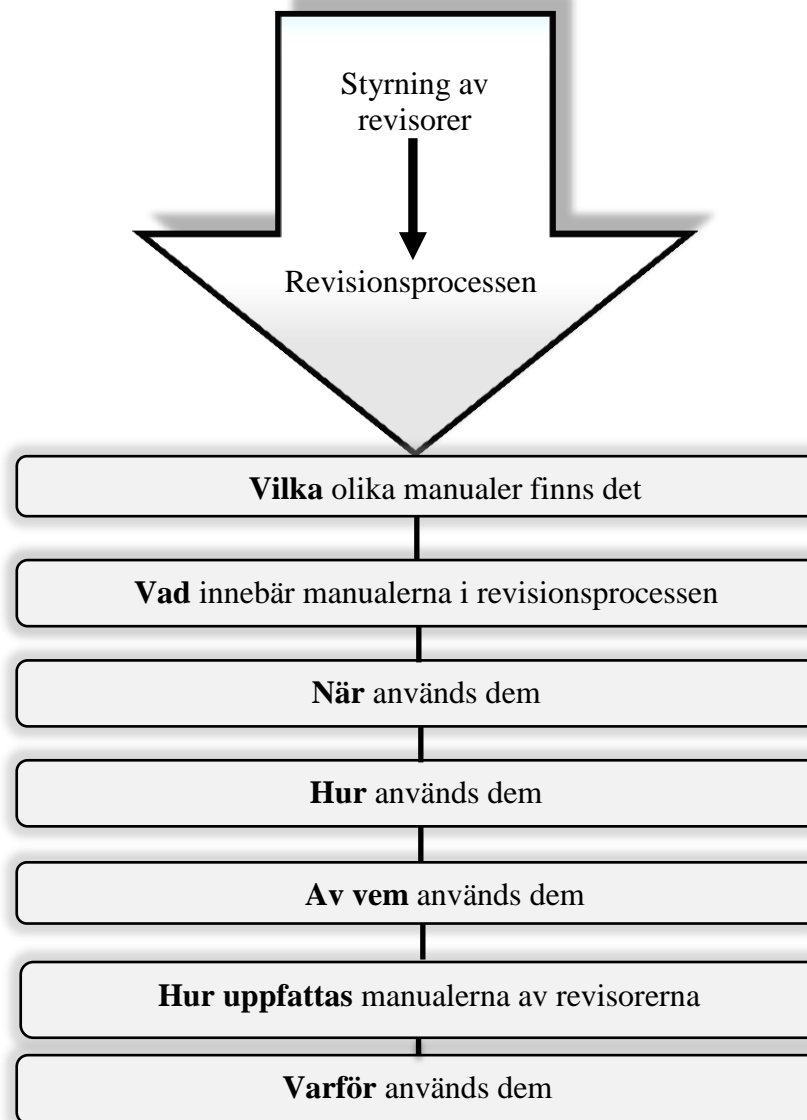 Styrning av
revisorer
Revisionsprocessen
Vilka olika manualer finns det
Vad innebär manualerna i revisionsprocessen
När används dem
Hur används dem
Av vem används dem
Hur uppfattas manualerna av revisorerna
Varför används dem